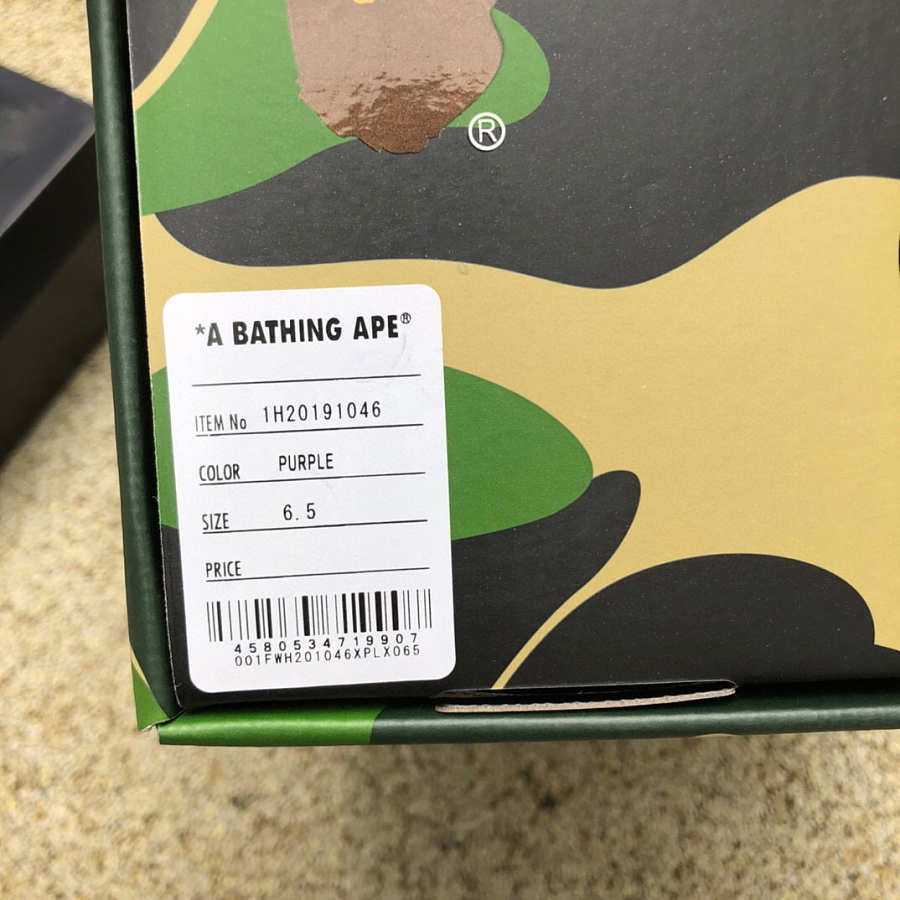 ®
*A BATHING APE®
ITEM No 1H20191046
COLOR PURPLE
SIZE 6.5
PRICE
4580534719907
001FWH201046XPLX065